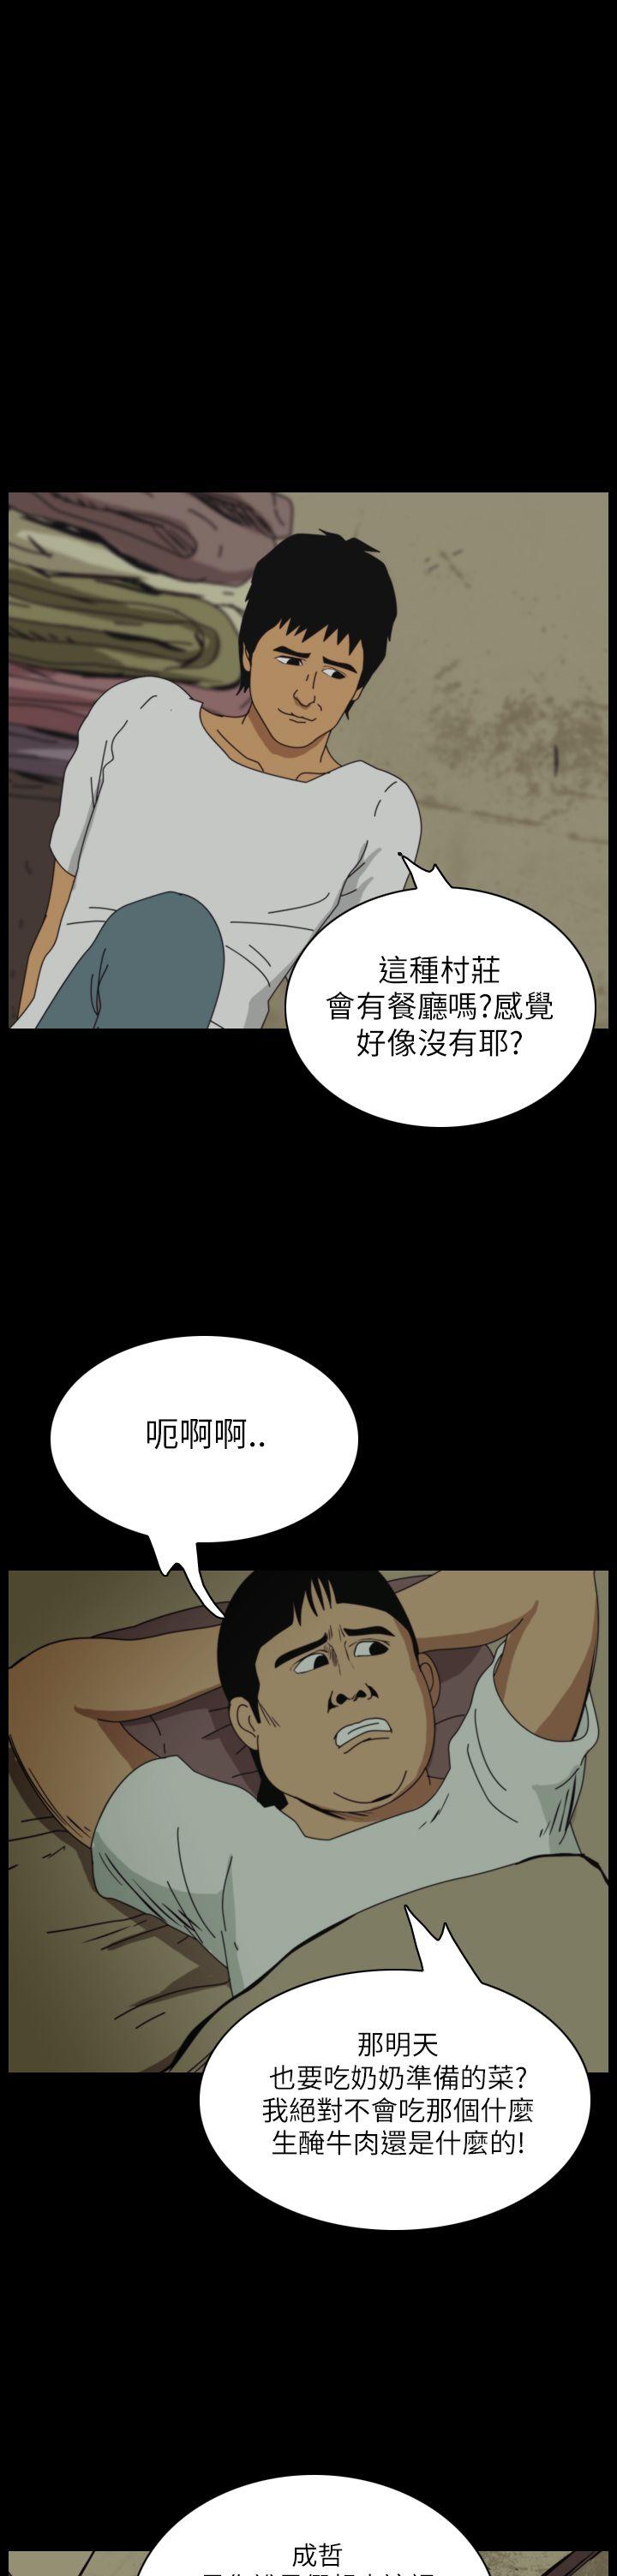 這種村莊
會有餐廳嗎?感覺
好像沒有耶?
呃啊啊..
那明天
也要吃奶奶準備的菜?
我絕對不會吃那個什麼
生醃牛肉還是什麼的!
成哲